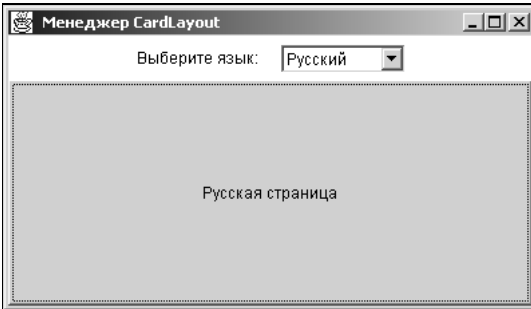 Менеджер CardLayout
Выберите язык: Русский
Русская страница